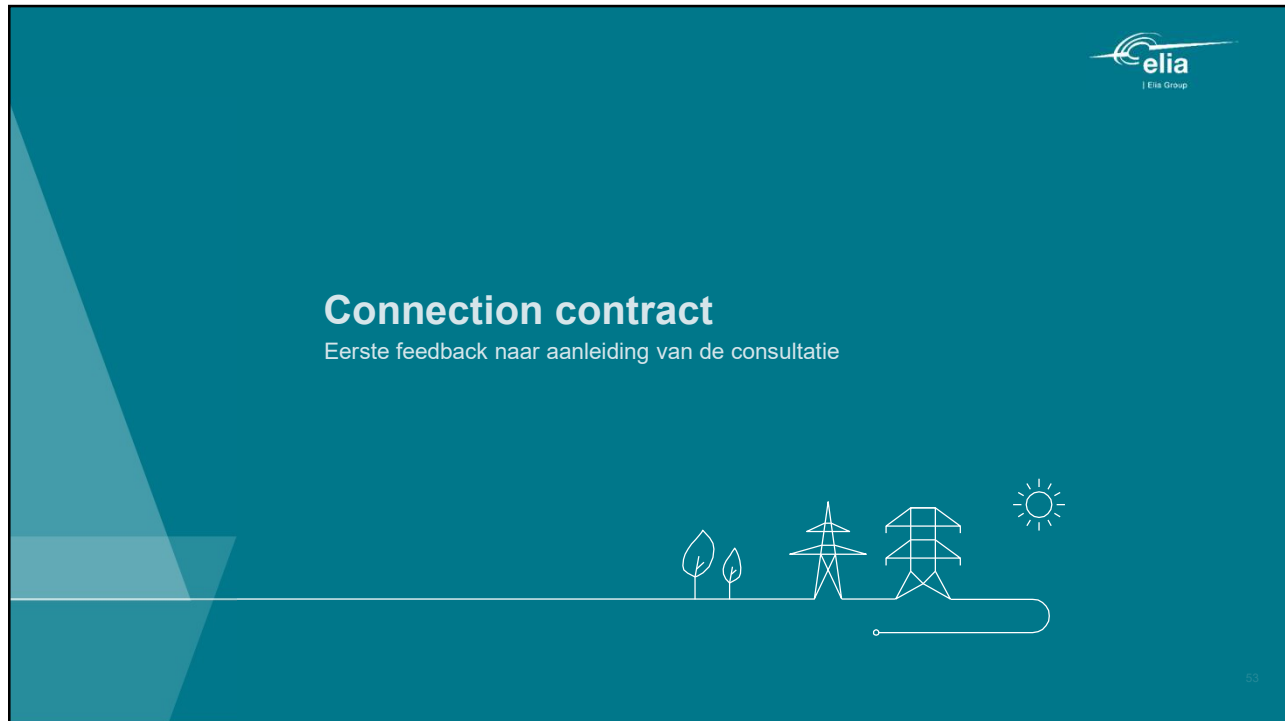 elia
| Elia Group
Connection contract
Eerste feedback naar aanleiding van de consultatie
53